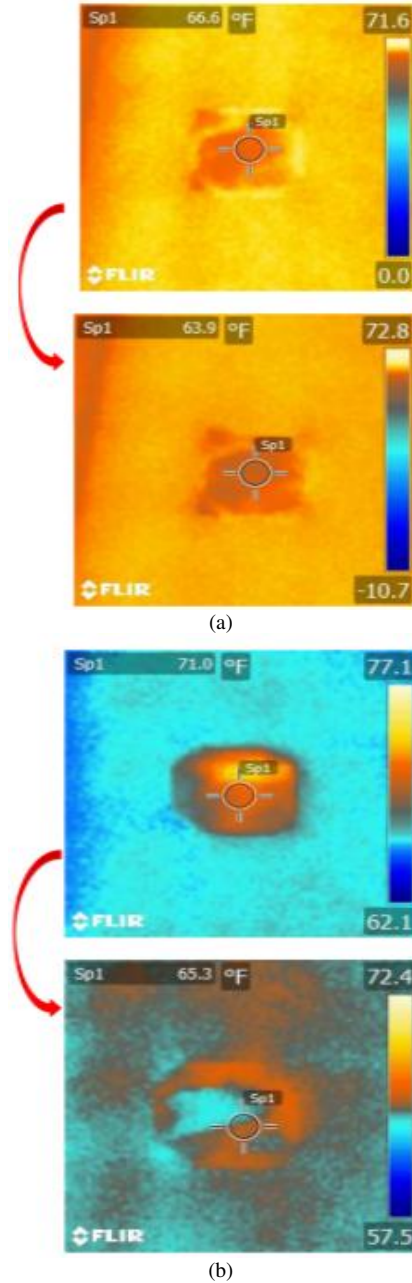 Sp1 66.6 °F 71.6
Sp1
FLIR 0.0
Sp1 63.9 °F 72.8
Sp1
FLIR -10.7
(a)
Sp1 71.0 °F 77.1
Sp1
FLIR 62.1
Sp1 65.3 °F 72.4
Sp1
FLIR 57.5
(b)